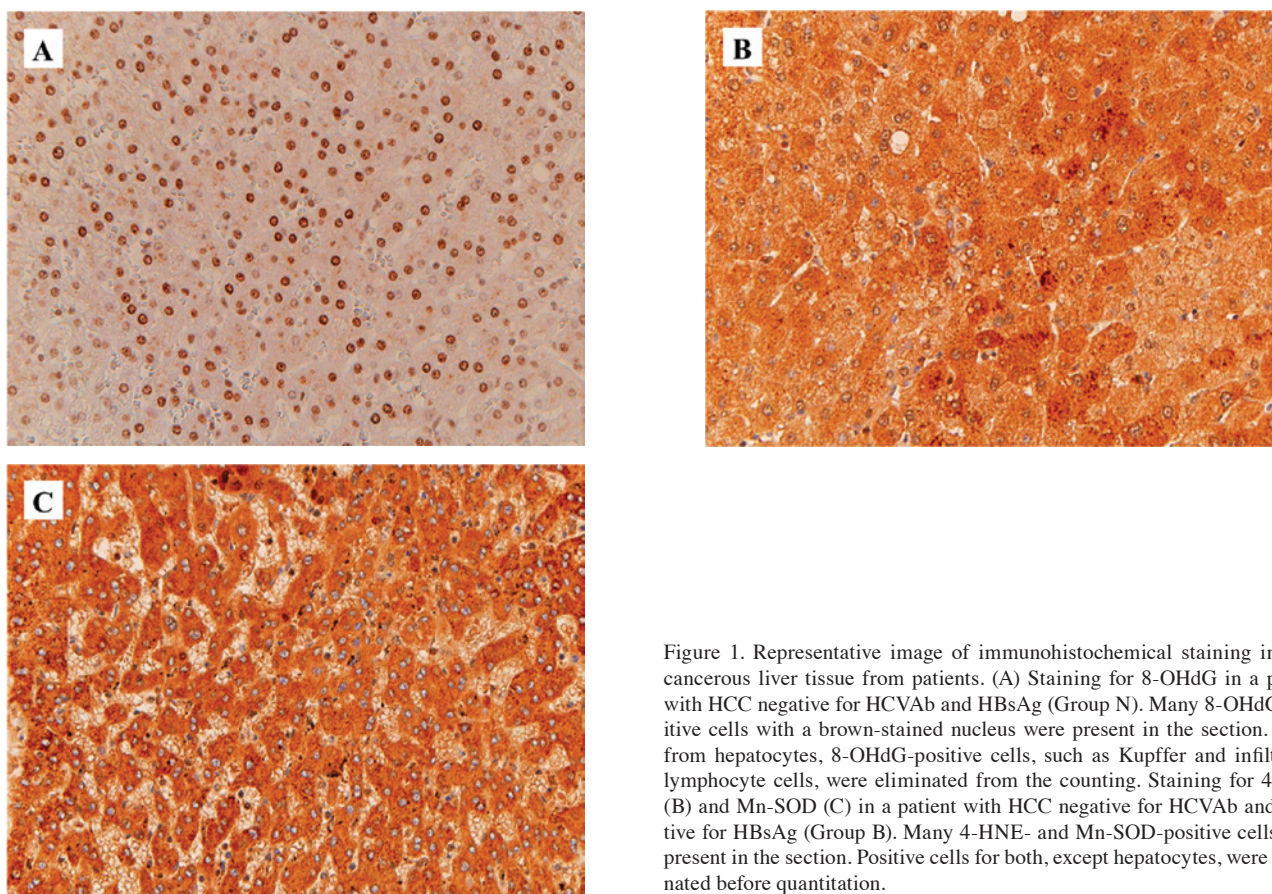 A
B
C
Figure 1. Representative image of immunohistochemical staining in
cancerous liver tissue from patients. (A) Staining for 8-OHdG in a p
with HCC negative for HCVAb and HBsAg (Group N). Many 8-OHdG
itive cells with a brown-stained nucleus were present in the section.
from hepatocytes, 8-OHdG-positive cells, such as Kupffer and infilt
lymphocyte cells, were eliminated from the counting. Staining for 4-
(B) and Mn-SOD (C) in a patient with HCC negative for HCVAb and
tive for HBsAg (Group B). Many 4-HNE- and Mn-SOD-positive cells
present in the section. Positive cells for both, except hepatocytes, were
nated before quantitation.